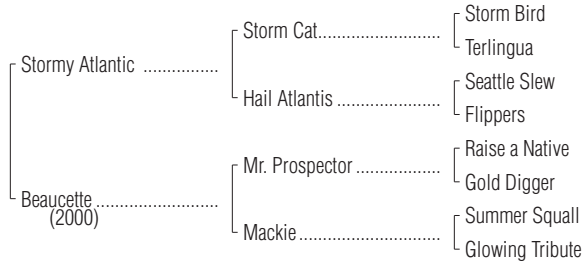 Storm Bird
Storm Cat....................
Terlingua
Stormy Atlantic ...............
Seattle Slew
Hail Atlantis .................
Flippers
Raise a Native
Mr. Prospector..............
Gold Digger
Beaucette........................
(2000)
Summer Squall
Mackie...........................
Glowing Tribute